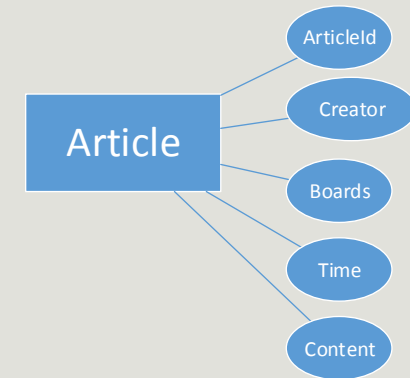 ArticleId
Creator
Article
Boards
Time
Content